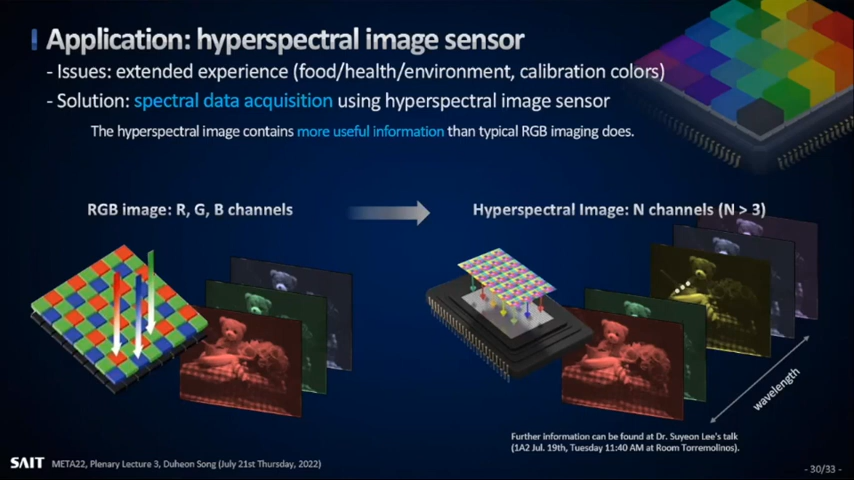 Application: hyperspectral image sensor
- Issues: extended experience (food/health/environment, calibration colors)
- Solution: spectral data acquisition using hyperspectral image sensor
The hyperspectral image contains more useful information than typical RGB imaging does.
RGB image: R, G, B channels
Hyperspectral Image: N channels (N > 3)
wavelength
Further information can be found at Dr. Suyeon Lee's talk
(1A2 Jul. 19th, Tuesday 11:40 AM at Room Torremolinos).
SAIT META22, Plenary Lecture 3, Duheon Song (July 21st Thursday, 2022)
- 30/33 -